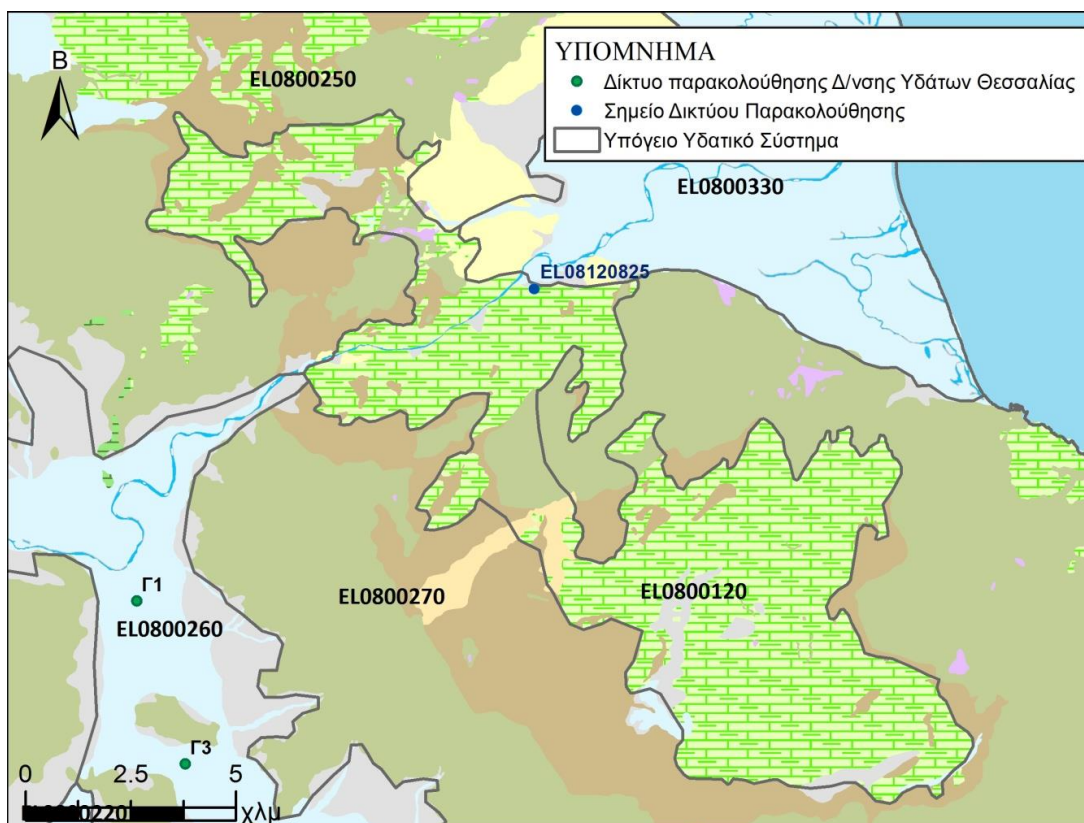 ΥΠΟΜΝΗΜΑ
Δίκτυο παρακολούθησης Δ/νσης Υδάτων Θεσσαλίας
Σημείο Δικτύου Παρακολούθησης
Υπόγειο Υδατικό Σύστημα
Β
EL0800250
EL0800330
EL08120825
EL0800270
EL0800120
Γ1
EL0800260
Γ3
0 2.5 5
χλμ
EL0800220